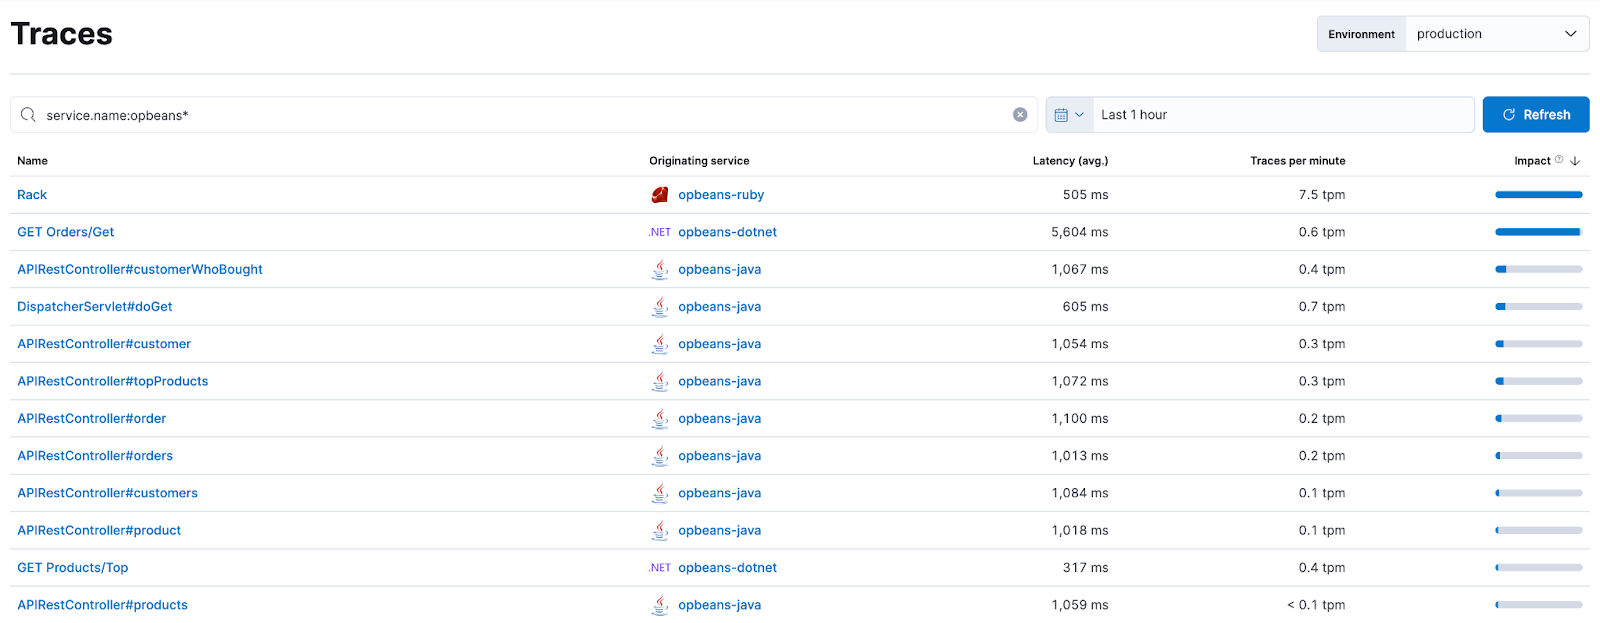 Traces
Environment production
service.name:opbeans* Last 1 hour Refresh
Name Originating service Latency (avg.) Traces per minute Impact
Rack opbeans-ruby 505 ms 7.5 tpm
GET Orders/Get .NET opbeans-dotnet 5,604 ms 0.6 tpm
APIRestController#customerWhoBought opbeans-java 1,067 ms 0.4 tpm
DispatcherServlet#doGet opbeans-java 605 ms 0.7 tpm
APIRestController#customer opbeans-java 1,054 ms 0.3 tpm
APIRestController#topProducts opbeans-java 1,072 ms 0.3 tpm
APIRestController#order opbeans-java 1,100 ms 0.2 tpm
APIRestController#orders opbeans-java 1,013 ms 0.2 tpm
APIRestController#customers opbeans-java 1,084 ms 0.1 tpm
APIRestController#product opbeans-java 1,018 ms 0.1 tpm
GET Products/Top .NET opbeans-dotnet 317 ms 0.4 tpm
APIRestController#products opbeans-java 1,059 ms < 0.1 tpm